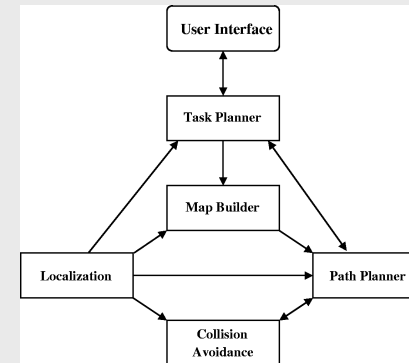 User Interface
Task Planner
Map Builder
Localization
Path Planner
Collision
Avoidance